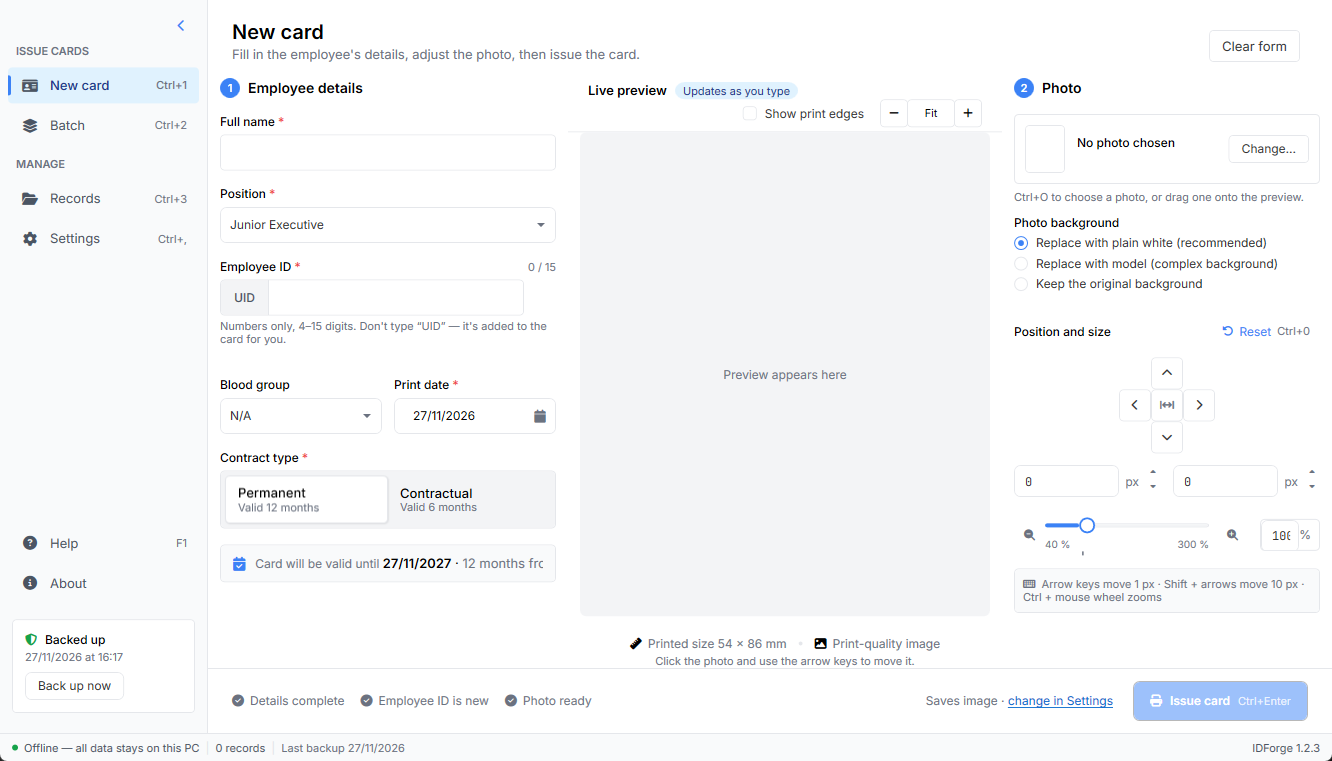 ISSUE CARDS
New card Ctrl+1
Batch Ctrl+2
MANAGE
Records Ctrl+3
Settings Ctrl+,
Help F1
About
Backed up
27/11/2026 at 16:17
Back up now
New card
Fill in the employee's details, adjust the photo, then issue the card.
Clear form
1 Employee details
Full name *
Position *
Junior Executive
Employee ID * 0 / 15
UID
Numbers only, 4–15 digits. Don't type “UID” — it's added to the
card for you.
Blood group Print date *
N/A 27/11/2026
Contract type *
Permanent
Valid 12 months
Contractual
Valid 6 months
Card will be valid until 27/11/2027 · 12 months frc
Live preview Updates as you type
Show print edges − Fit +
Preview appears here
Printed size 54 × 86 mm · Print-quality image
Click the photo and use the arrow keys to move it.
2 Photo
No photo chosen Change...
Ctrl+O to choose a photo, or drag one onto the preview.
Photo background
Replace with plain white (recommended)
Replace with model (complex background)
Keep the original background
Position and size Reset Ctrl+0
0 px 0 px
40 % 300 % 100 %
Arrow keys move 1 px · Shift + arrows move 10 px ·
Ctrl + mouse wheel zooms
Details complete Employee ID is new Photo ready
Saves image · change in Settings Issue card Ctrl+Enter
Offline — all data stays on this PC 0 records Last backup 27/11/2026 IDForge 1.2.3